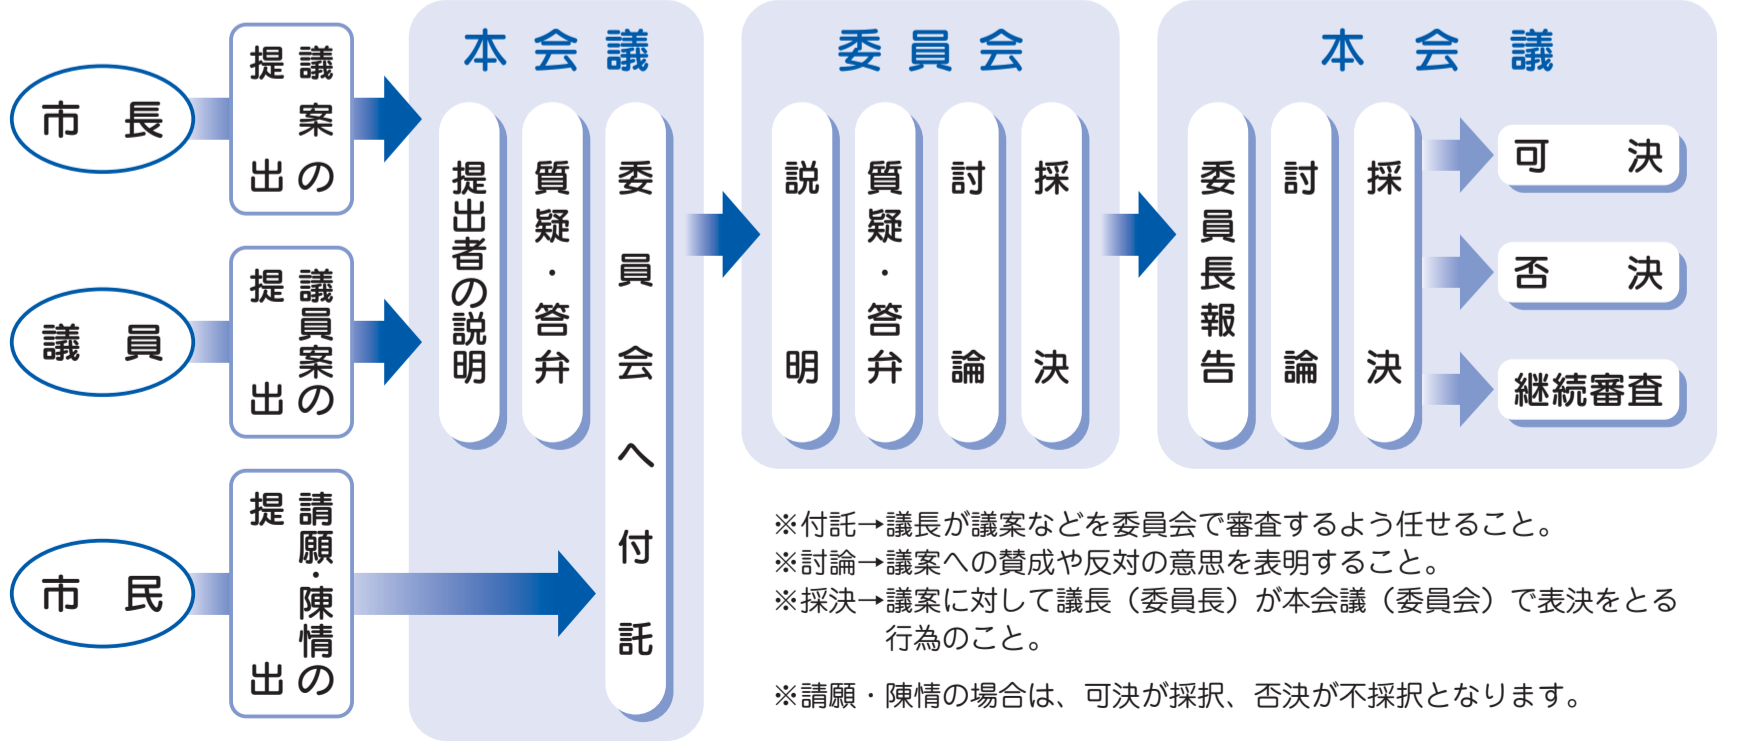 市長
議案の
提出
議員
議員案の
提出
市民
請願・陳情の
提出
本会議
提出者の説明
質疑・答弁
委員会へ付託
委員会
説明
質疑・答弁
討論
採決
本会議
委員長報告
討論
採決
可決
否決
継続審査
※付託→議長が議案などを委員会で審査するよう任せること。
※討論→議案への賛成や反対の意思を表明すること。
※採決→議案に対して議長（委員長）が本会議（委員会）で表決をとる
行為のこと。
※請願・陳情の場合は、可決が採択、否決が不採択となります。